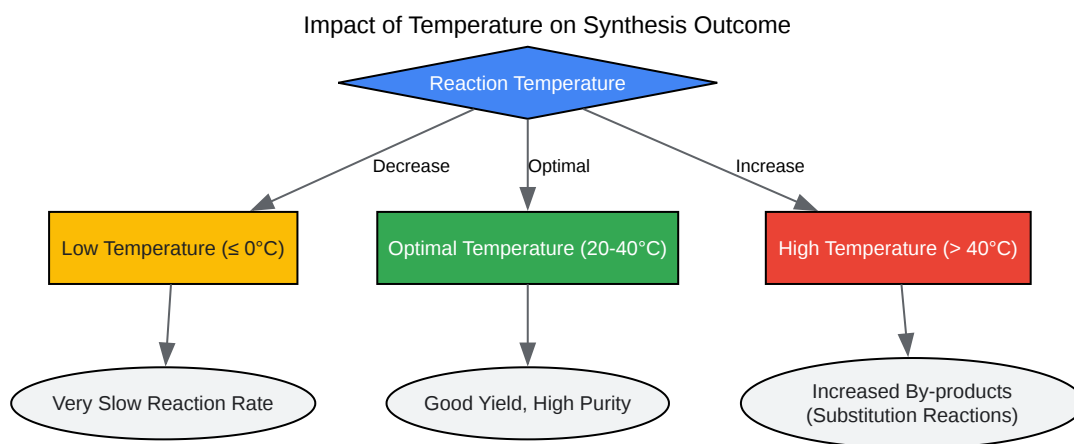 Impact of Temperature on Synthesis Outcome
Reaction Temperature
Decrease
Optimal
Increase
Low Temperature (≤ 0°C)
Optimal Temperature (20-40°C)
High Temperature (> 40°C)
Very Slow Reaction Rate
Good Yield, High Purity
Increased By-products
(Substitution Reactions)